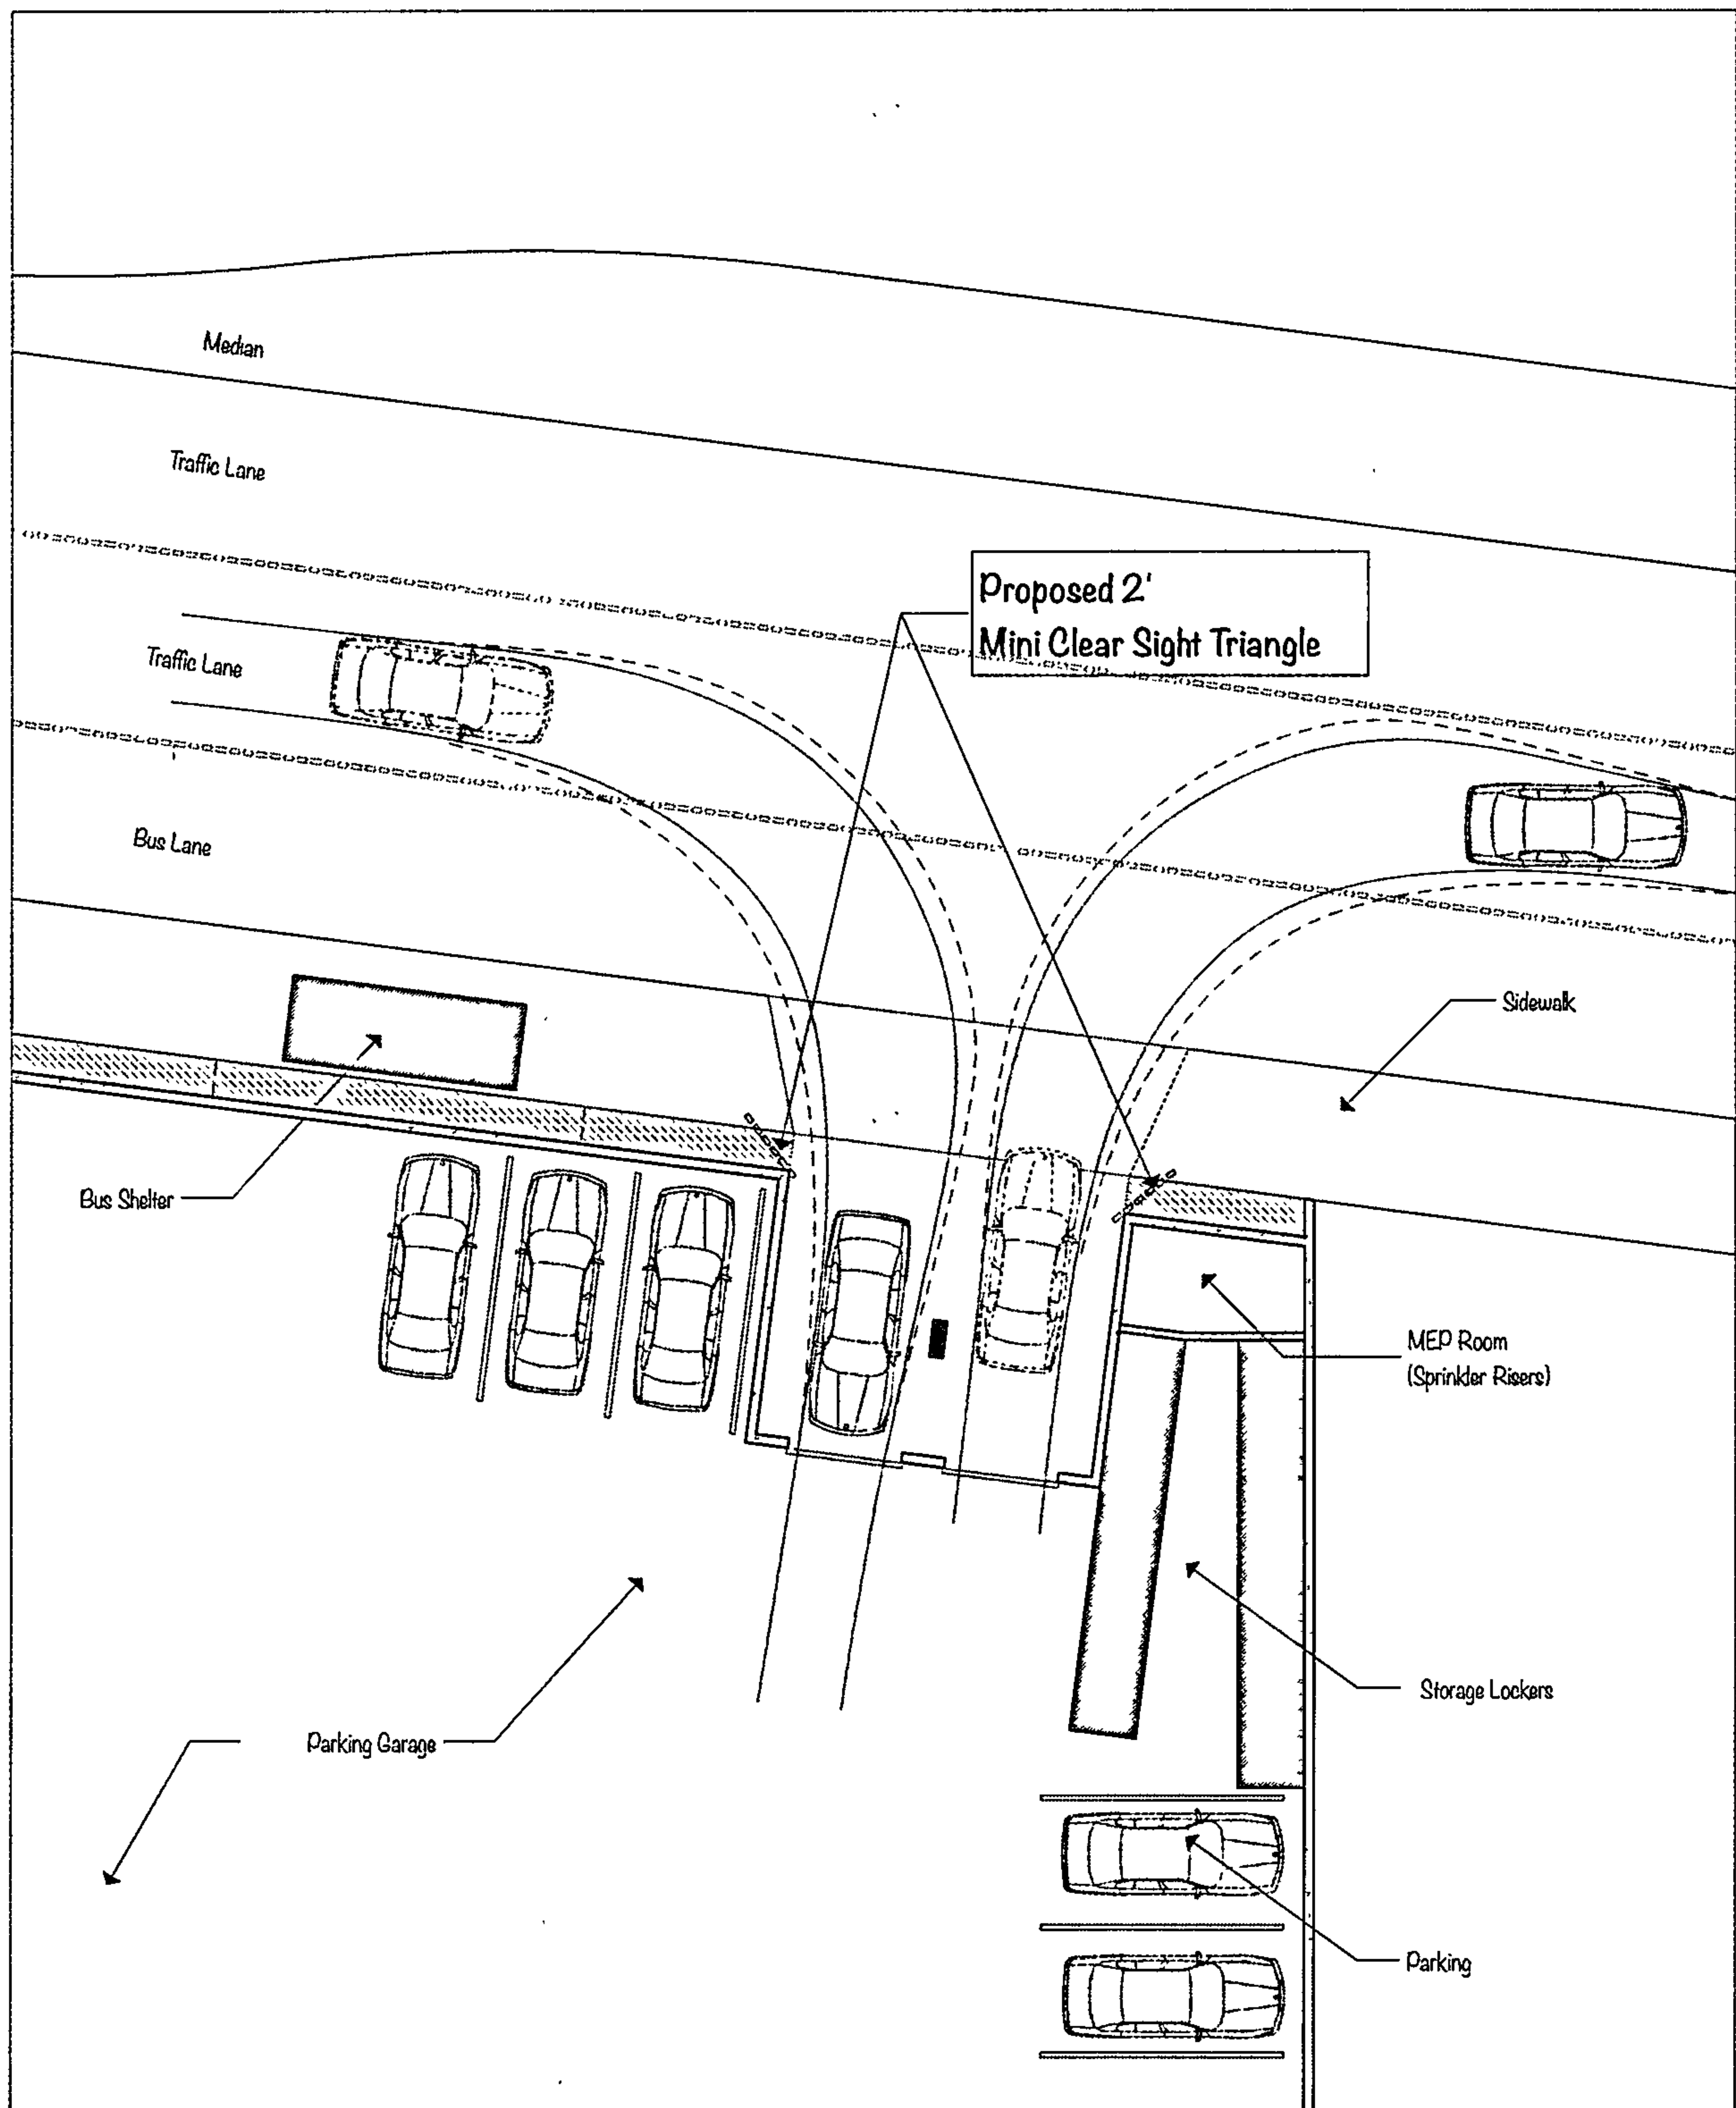 Median
Traffic Lane
Proposed 2'
Mini Clear Sight Triangle
Traffic Lane
Bus Lane
Sidewalk
Bus Shelter
MEP Room
(Sprinkler Risers)
Storage Lockers
Parking Garage
Parking